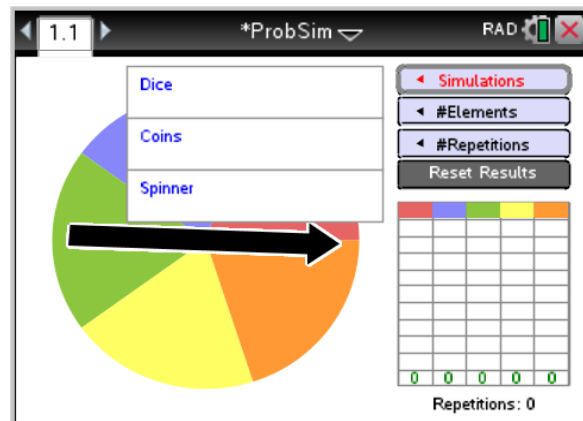 1.1
*ProbSim
RAD
Dice
Coins
Spinner
Simulations
#Elements
#Repetitions
Reset Results
0 0 0 0 0
Repetitions: 0